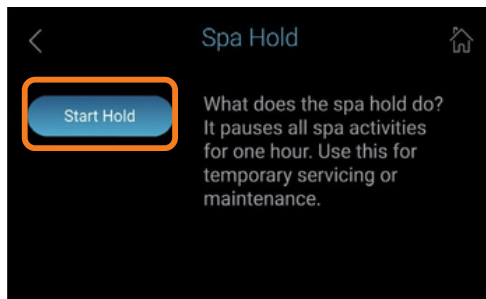 Spa Hold
Start Hold
What does the spa hold do?
It pauses all spa activities
for one hour. Use this for
temporary servicing or
maintenance.